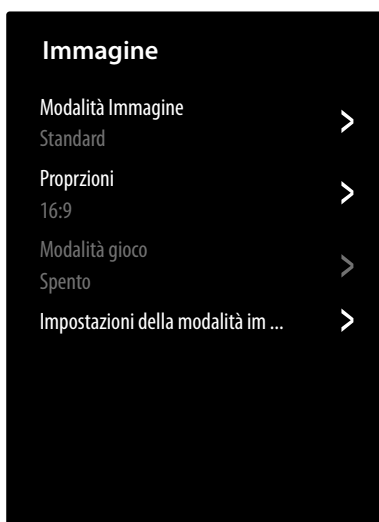 Immagine
Modalità Immagine
Standard
Proprzioni
16:9
Modalità gioco
Spento
Impostazioni della modalità im ...